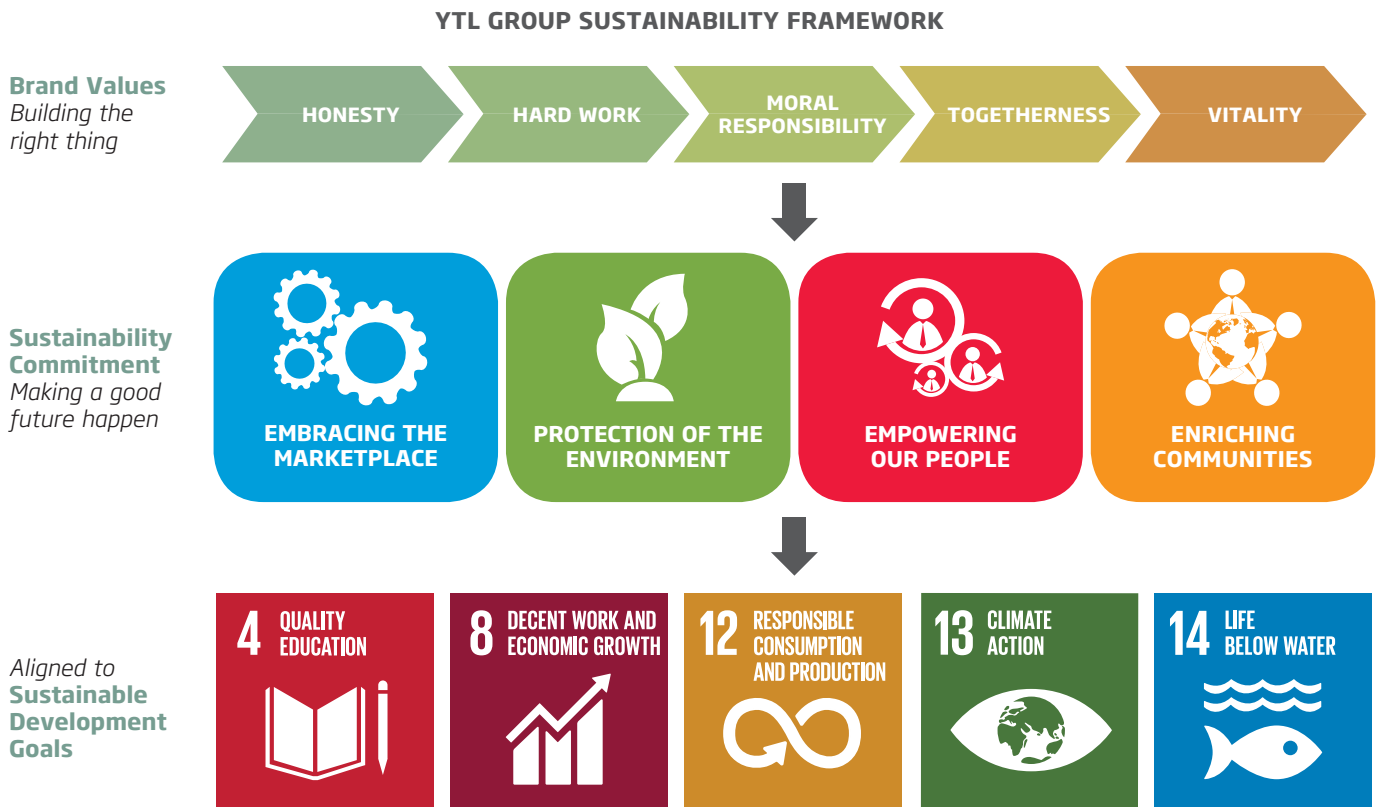 YTL GROUP SUSTAINABILITY FRAMEWORK
Brand Values
Building the
right thing
HONESTY
HARD WORK
MORAL
RESPONSIBILITY
TOGETHERNESS
VITALITY
Sustainability
Commitment
Making a good
future happen
EMBRACING THE
MARKETPLACE
PROTECTION OF THE
ENVIRONMENT
EMPOWERING
OUR PEOPLE
ENRICHING
COMMUNITIES
Aligned to
Sustainable
Development
Goals
4 QUALITY
EDUCATION
8 DECENT WORK AND
ECONOMIC GROWTH
12 RESPONSIBLE
CONSUMPTION
AND PRODUCTION
13 CLIMATE
ACTION
14 LIFE
BELOW WATER